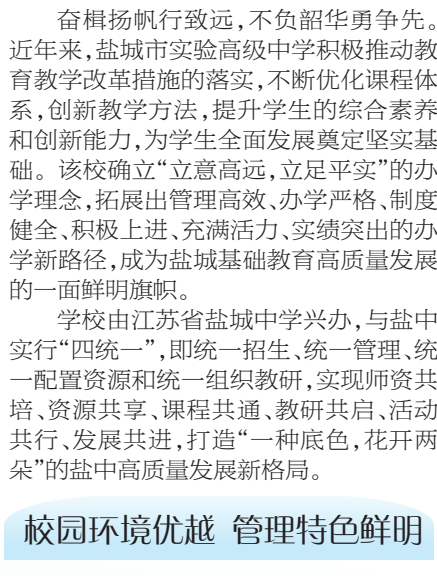 奋楫扬帆行致远，不负韶华勇争先。
近年来，盐城市实验高级中学积极推动教
育教学改革措施的落实，不断优化课程体
系，创新教学方法，提升学生的综合素养
和创新能力，为学生全面发展奠定坚实基
础。该校确立“立意高远，立足平实”的办
学理念，拓展出管理高效、办学严格、制度
健全、积极上进、充满活力、实绩突出的办
学新路径，成为盐城基础教育高质量发展
的一面鲜明旗帜。
学校由江苏省盐城中学兴办，与盐中
实行“四统一”，即统一招生、统一管理、统
一配置资源和统一组织教研，实现师资共
培、资源共享、课程共通、教研共启、活动
共行、发展共进，打造“一种底色，花开两
朵”的盐中高质量发展新格局。
校园环境优越 管理特色鲜明